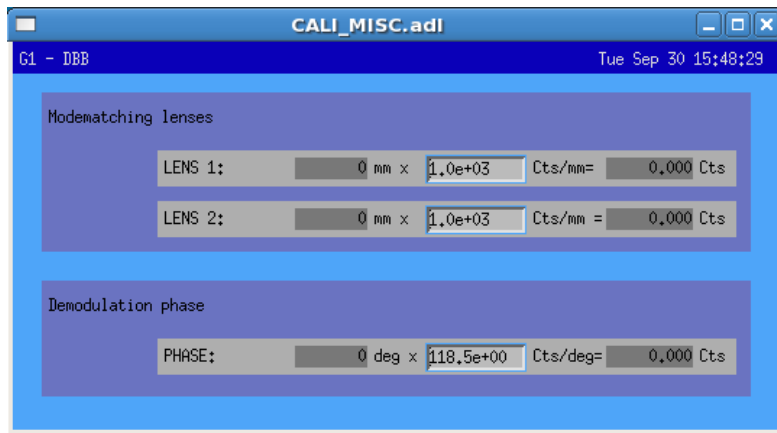 CALI_MISC.adl
G1 - DBB Tue Sep 30 15:48:29
Modematching lenses
LENS 1: 0 mm x 1.0e+03 Cts/mm= 0.000 Cts
LENS 2: 0 mm x 1.0e+03 Cts/mm = 0.000 Cts
Demodulation phase
PHASE: 0 deg x 118.5e+00 Cts/deg= 0.000 Cts